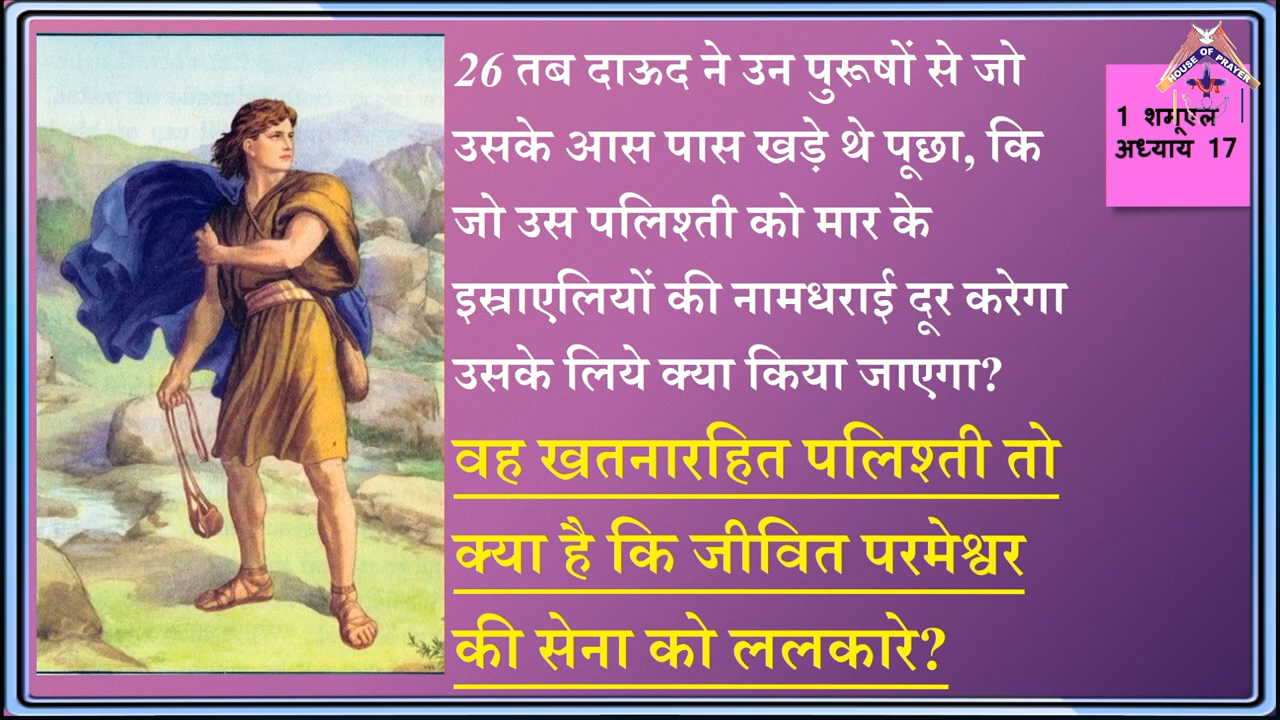 26 तब दाऊद ने उन पुरूषों से जो
उसके आस पास खड़े थे पूछा, कि
जो उस पलिश्ती को मार के
इस्राएलियों की नामधराई दूर करेगा
उसके लिये क्या किया जाएगा?
वह खतनारहित पलिश्ती तो
क्या है कि जीवित परमेश्वर
की सेना को ललकारे?
HOUSE OF PRAYER
1 शमूएल
अध्याय 17